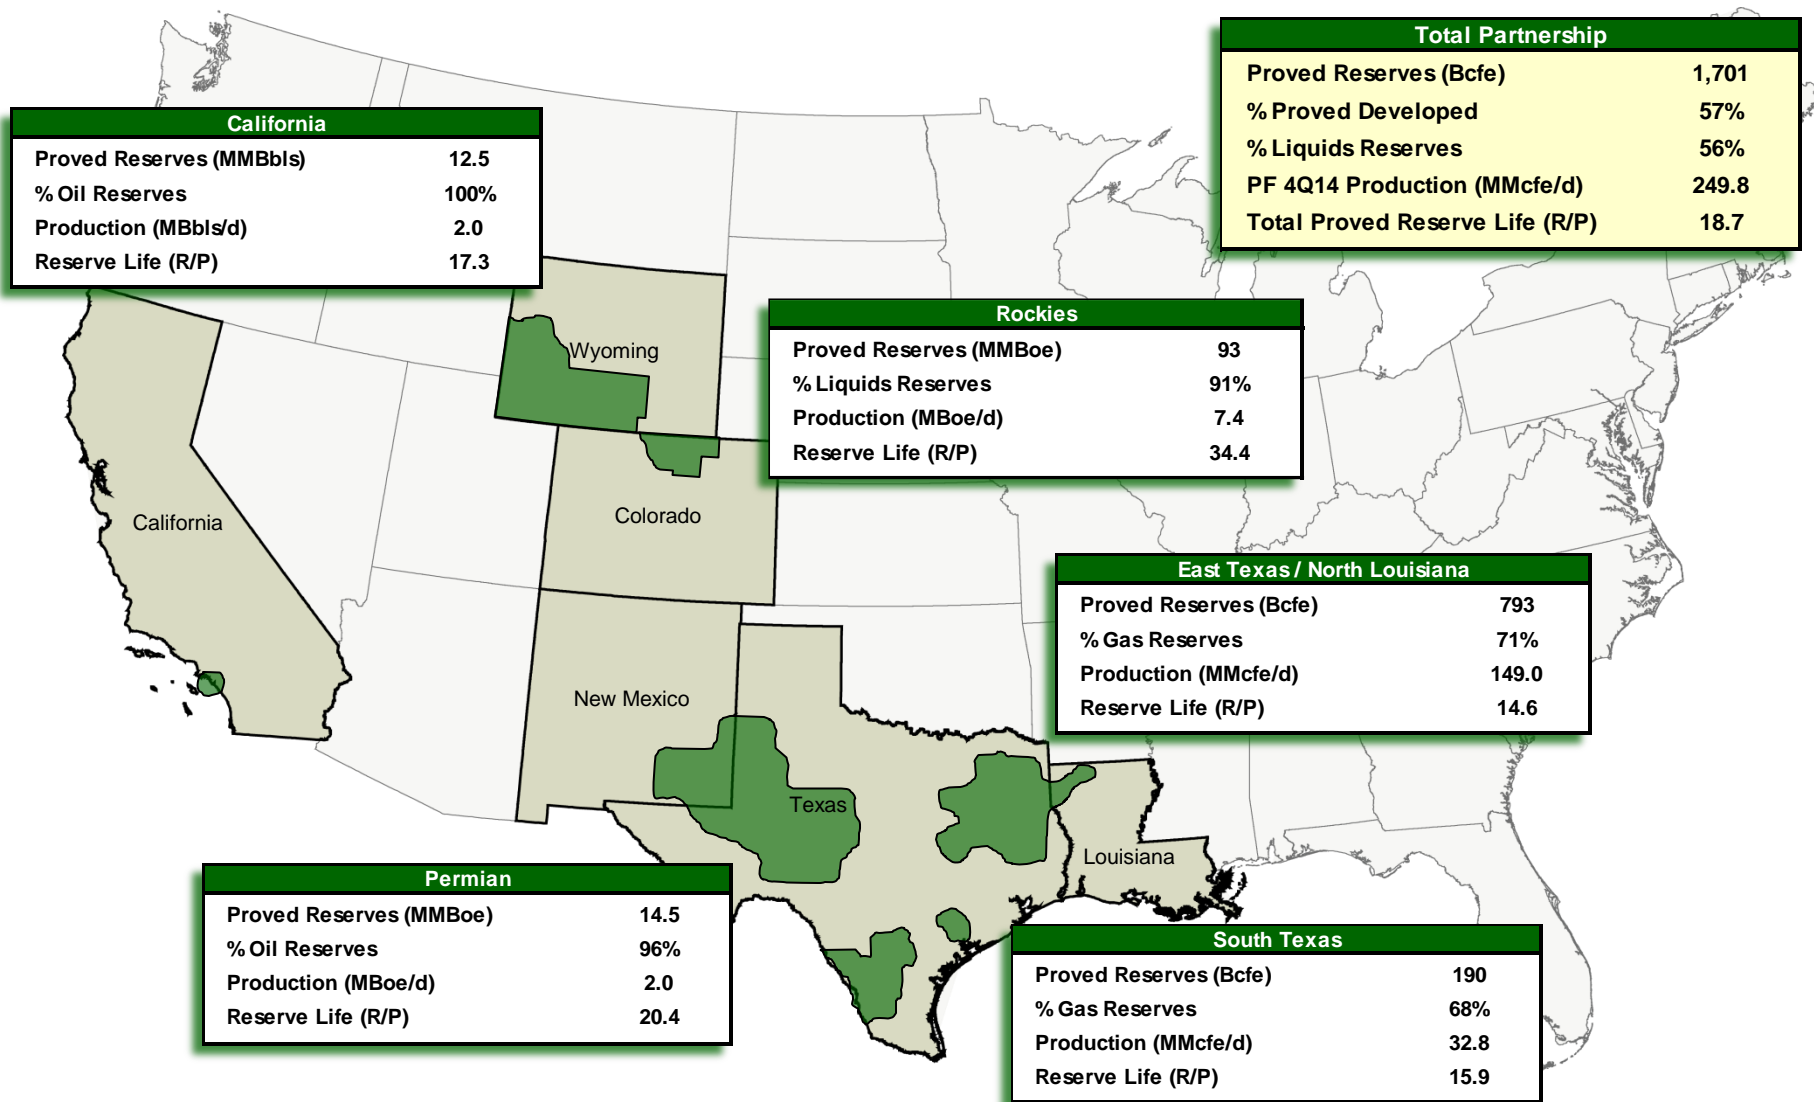 Total Partnership
Proved Reserves (Bcfe) 1,701
% Proved Developed 57%
% Liquids Reserves 56%
PF 4Q14 Production (MMcfe/d) 249.8
Total Proved Reserve Life (R/P) 18.7
California
Proved Reserves (MMBbls) 12.5
% Oil Reserves 100%
Production (MBbls/d) 2.0
Reserve Life (R/P) 17.3
Rockies
Proved Reserves (MMBoe) 93
% Liquids Reserves 91%
Production (MBoe/d) 7.4
Reserve Life (R/P) 34.4
Wyoming
Colorado
California
East Texas / North Louisiana
Proved Reserves (Bcfe) 793
% Gas Reserves 71%
Production (MMcfe/d) 149.0
Reserve Life (R/P) 14.6
New Mexico
Texas
Louisiana
Permian
Proved Reserves (MMBoe) 14.5
% Oil Reserves 96%
Production (MBoe/d) 2.0
Reserve Life (R/P) 20.4
South Texas
Proved Reserves (Bcfe) 190
% Gas Reserves 68%
Production (MMcfe/d) 32.8
Reserve Life (R/P) 15.9